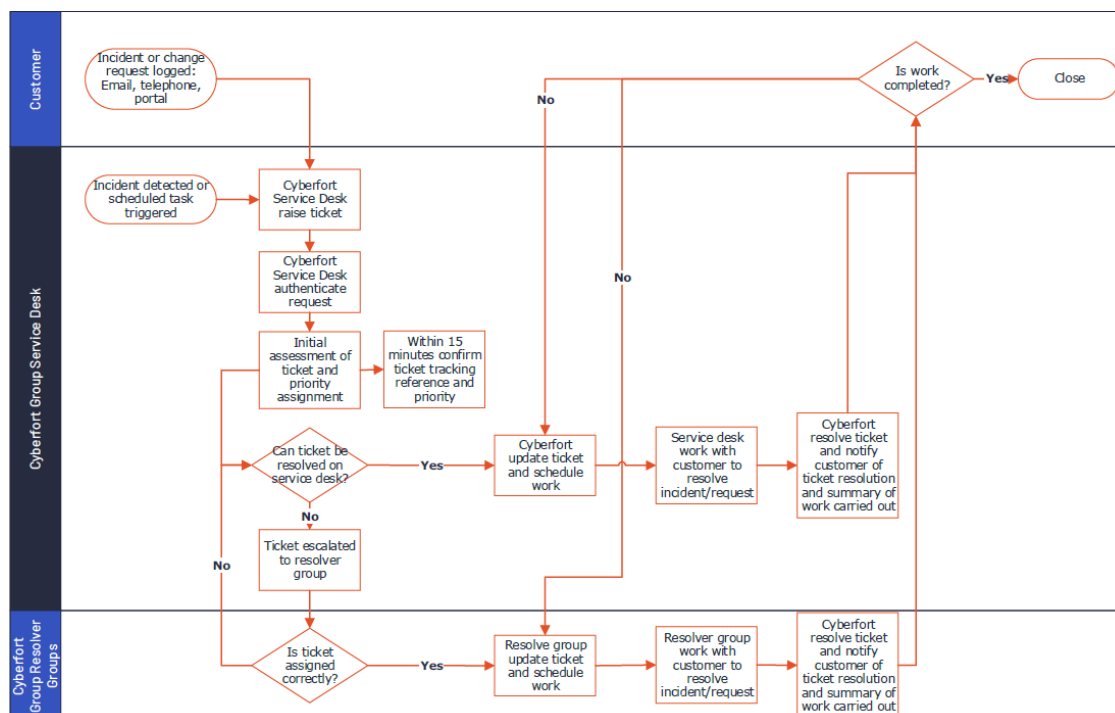 Customer
Incident or change
request logged:
Email, telephone,
portal
Is work
completed?
Yes
Close
No
No
Cyberfort Group Service Desk
Incident detected or
scheduled task
triggered
Cyberfort
Service Desk
raise ticket
Cyberfort
Service Desk
authenticate
request
Initial
assessment of
ticket and
priority
assignment
Within 15
minutes confirm
ticket tracking
reference and
priority
Can ticket be
resolved on
service desk?
Yes
Cyberfort
update ticket
and schedule
work
Service desk
work with
customer to
resolve
incident/request
Cyberfort
resolve ticket
and notify
customer of
ticket resolution
and summary of
work carried out
No
Ticket escalated
to resolver
group
No
Cyberfort
Group Resolver
Groups
Is ticket
assigned
correctly?
Yes
Resolve group
update ticket
and schedule
work
Resolver group
work with
customer to
resolve
incident/request
Cyberfort
resolve ticket
and notify
customer of
ticket resolution
and summary of
work carried out